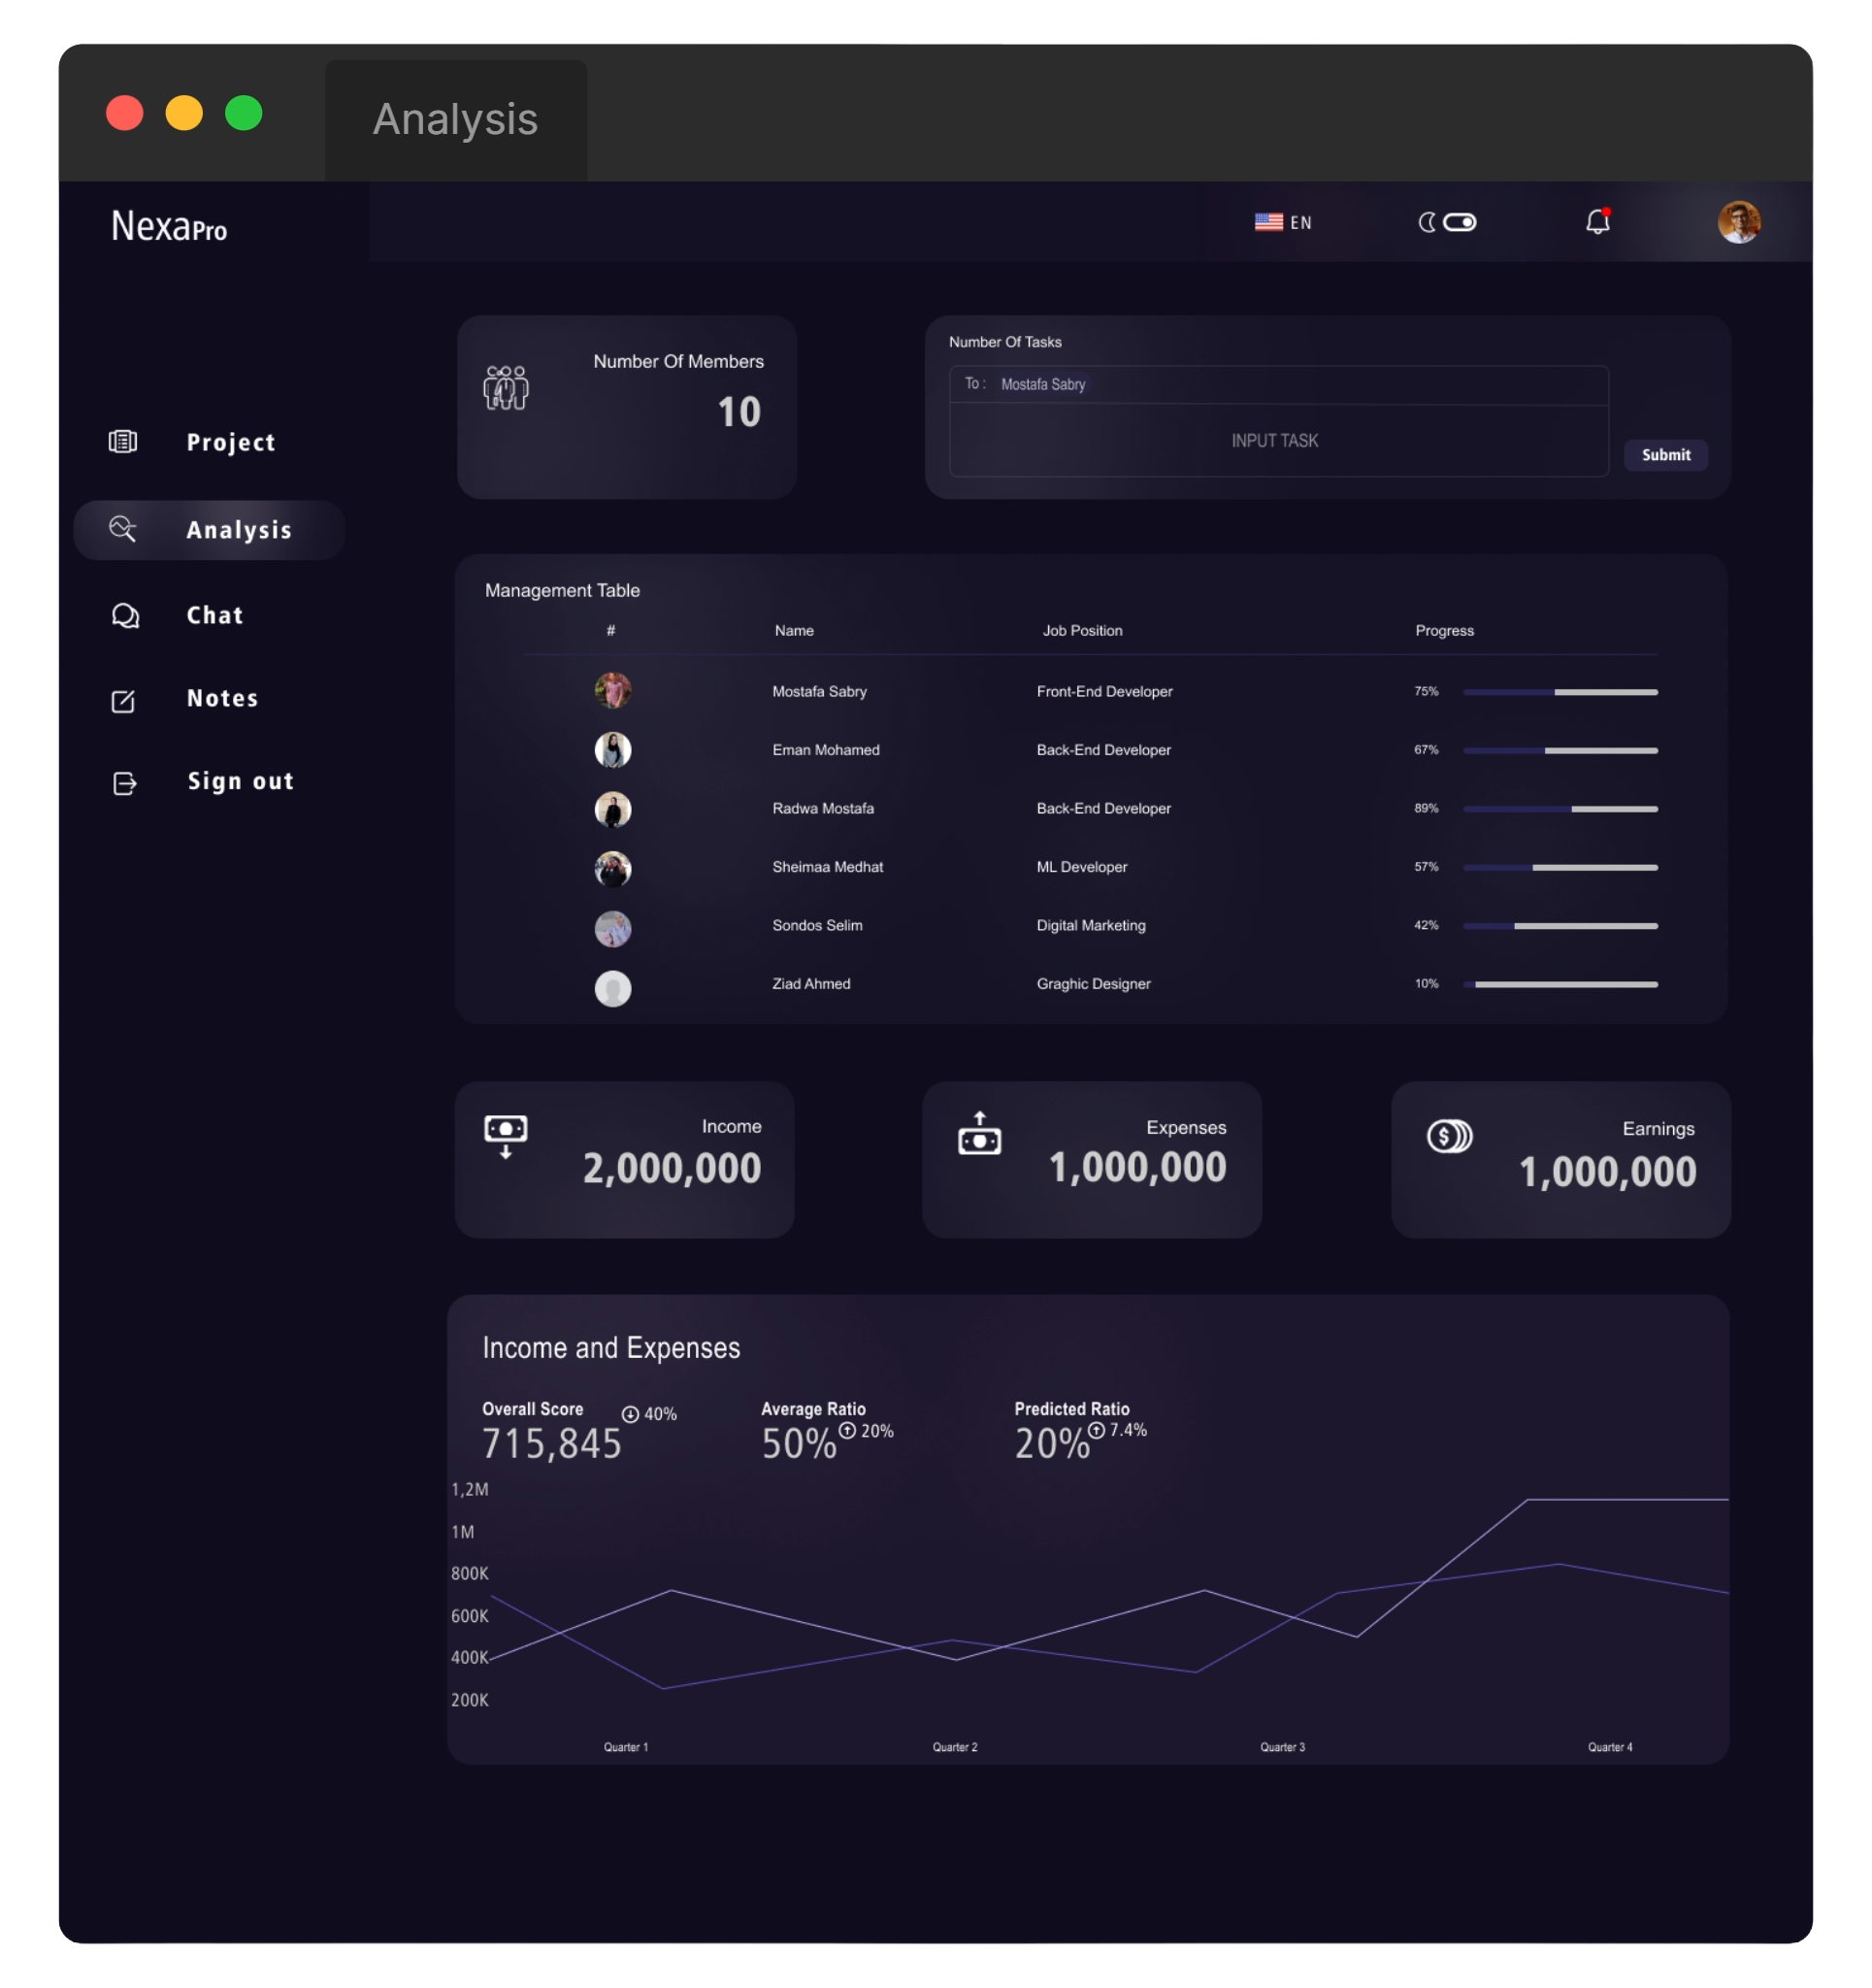 Analysis
NexaPro
EN
Project
Analysis
Chat
Notes
Sign out
Number Of Members
10
Number Of Tasks
To : Mostafa Sabry
INPUT TASK
Submit
Management Table
# Name Job Position Progress
Mostafa Sabry Front-End Developer 75%
Eman Mohamed Back-End Developer 67%
Radwa Mostafa Back-End Developer 89%
Sheimaa Medhat ML Developer 57%
Sondos Selim Digital Marketing 42%
Ziad Ahmed Graghic Designer 10%
Income
2,000,000
Expenses
1,000,000
Earnings
1,000,000
Income and Expenses
Overall Score 40%
715,845
Average Ratio
50% 20%
Predicted Ratio
20% 7.4%
1,2M
1M
800K
600K
400K
200K
Quarter 1 Quarter 2 Quarter 3 Quarter 4